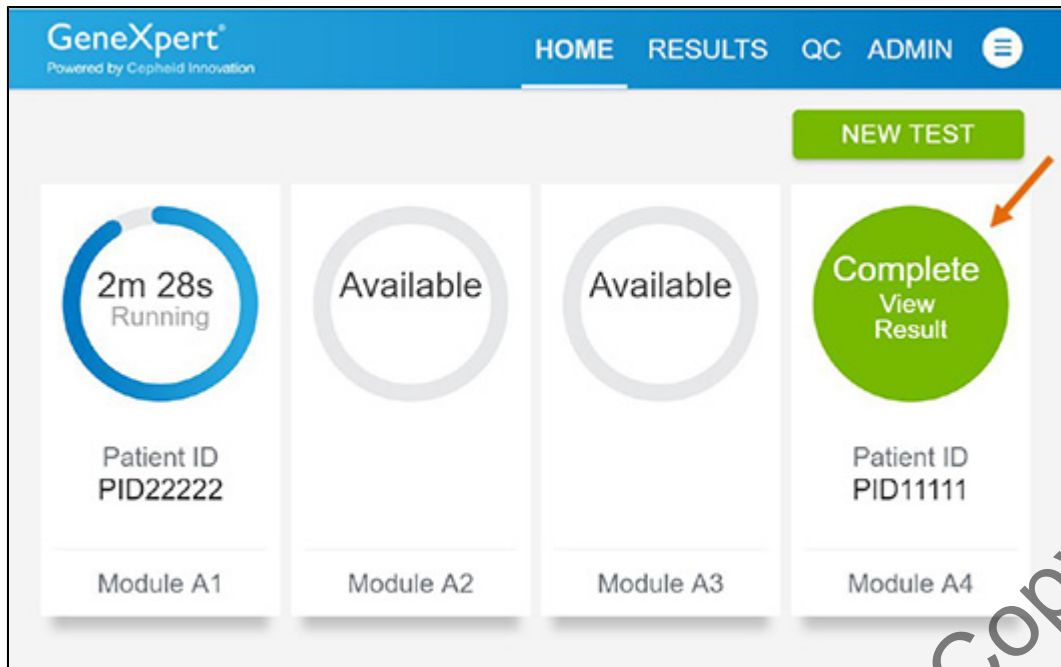 GeneXpert®
Powered by Cepheid Innovation
HOME RESULTS QC ADMIN
NEW TEST
2m 28s
Running
Patient ID
PID22222
Module A1
Available
Module A2
Available
Module A3
Complete
View
Result
Patient ID
PID11111
Module A4
Cop